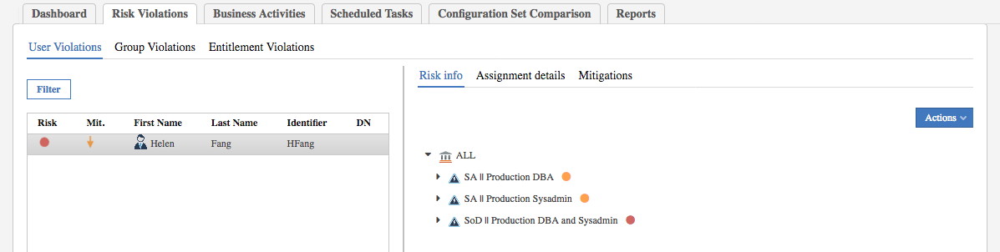 Dashboard Risk Violations Business Activities Scheduled Tasks Configuration Set Comparison Reports
User Violations Group Violations Entitlement Violations
Filter
Risk Mit. First Name Last Name Identifier DN
Helen Fang HFang
Risk info Assignment details Mitigations
Actions
ALL
SA || Production DBA
SA || Production Sysadmin
SoD || Production DBA and Sysadmin